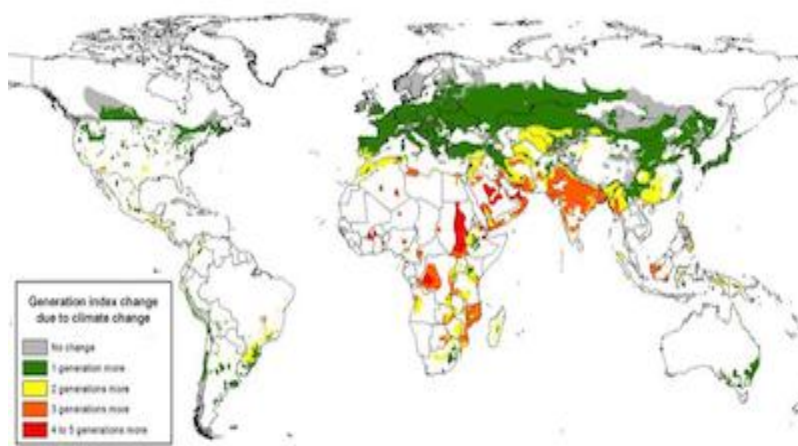 Generation index change
due to climate change
No change
1 generation more
2 generations more
3 generations more
4 to 5 generations more